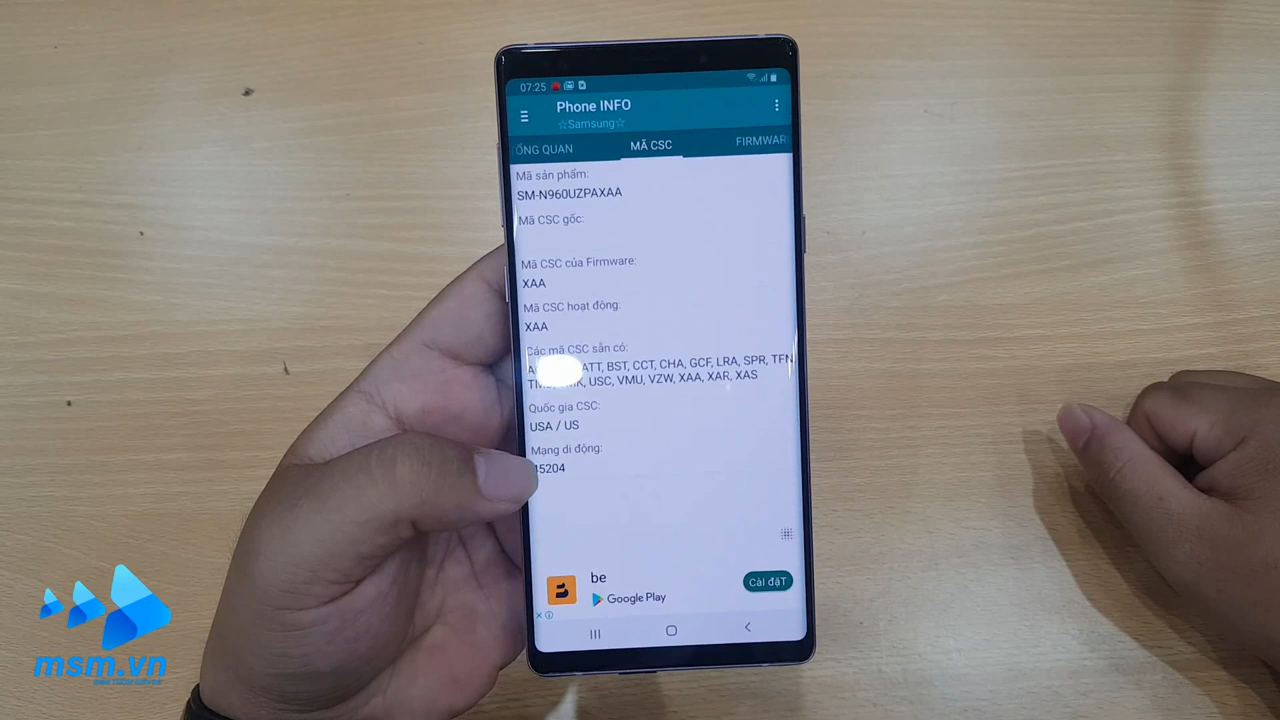 07:25
Phone INFO
☆Samsung☆
TỔNG QUAN MÃ CSC FIRMWAR
Mã sản phẩm:
SM-N960UZPAXAA
Mã CSC gốc:
Mã CSC của Firmware:
XAA
Mã CSC hoạt động:
XAA
Các mã CSC sẵn có:
ATT, BST, CCT, CHA, GCF, LRA, SPR, TFN,
USC, VMU, VZW, XAA, XAR, XAS
Quốc gia CSC:
USA / US
Mạng di động:
45204
be
Google Play
Cài đặT
msm.vn